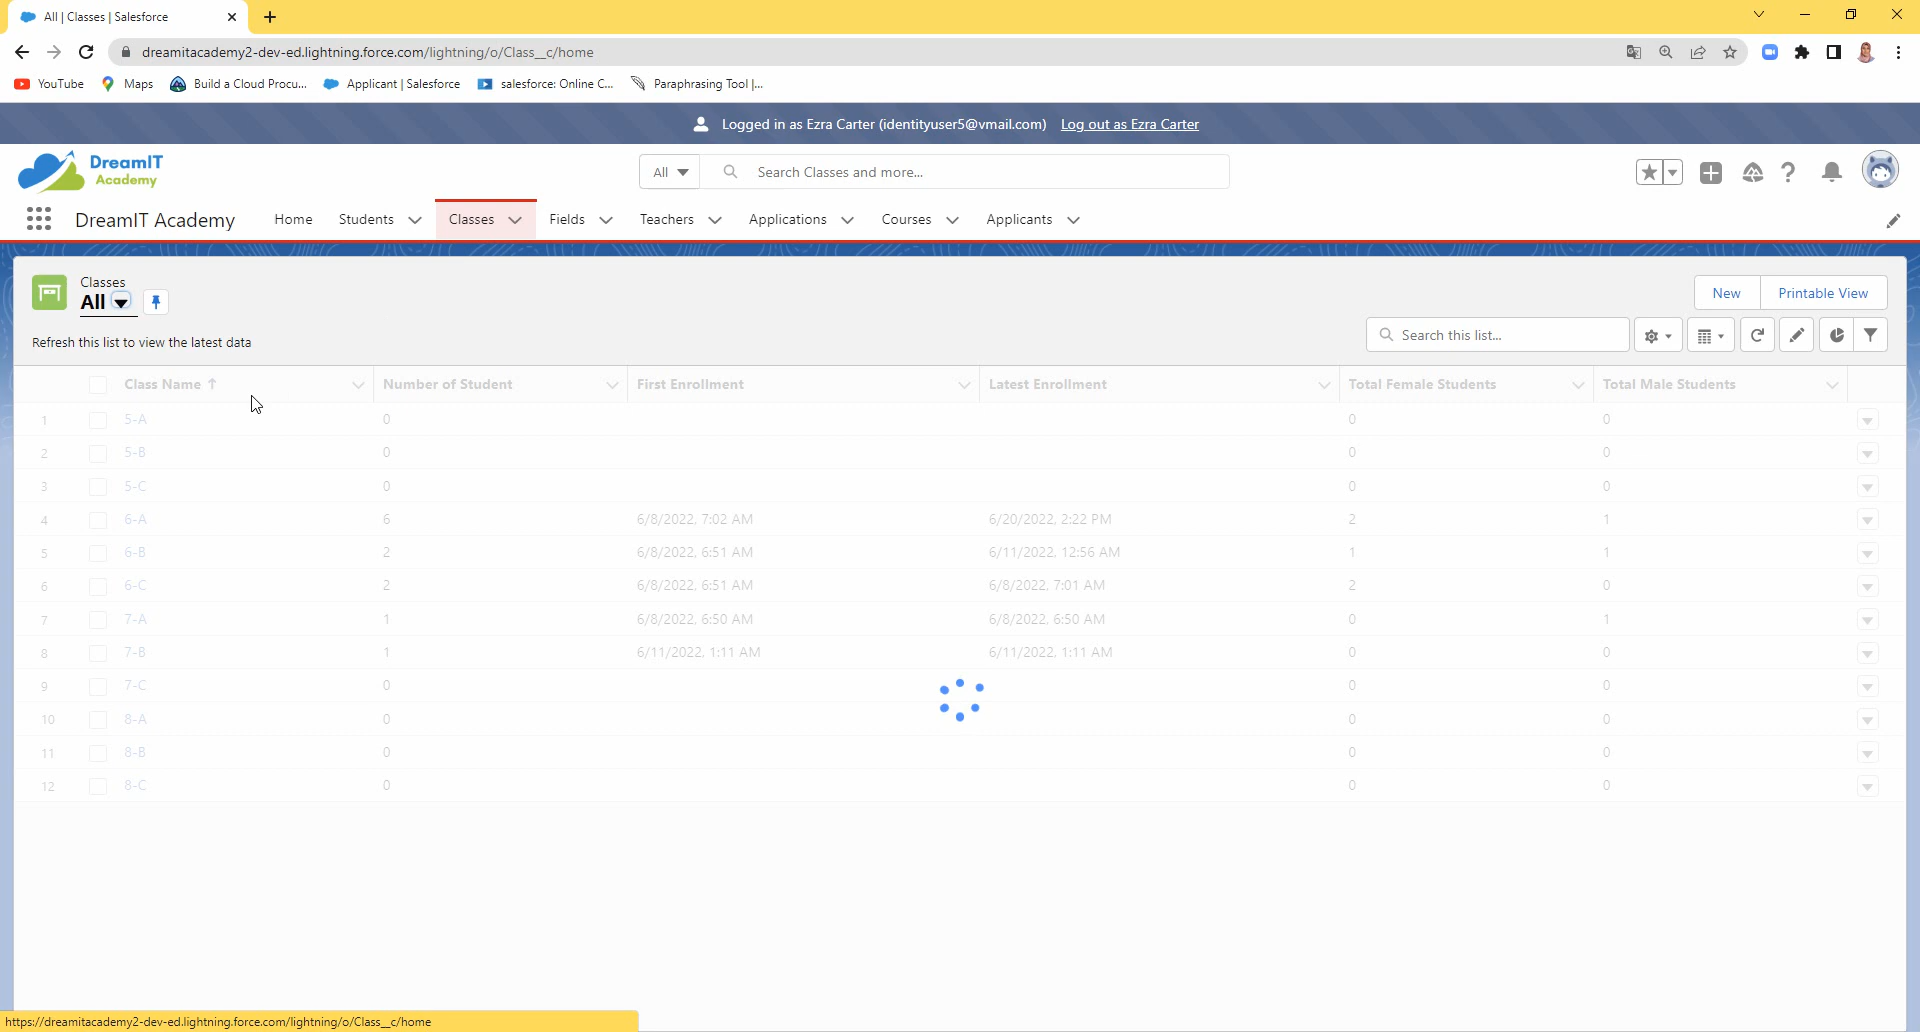 All | Classes | Salesforce
dreamitacademy2-dev-ed.lightning.force.com/lightning/o/Class__c/home
YouTube Maps Build a Cloud Procu... Applicant | Salesforce salesforce: Online C... Paraphrasing Tool |...
Logged in as Ezra Carter (identityuser5@vmail.com) Log out as Ezra Carter
DreamIT
Academy
All Search Classes and more...
DreamIT Academy Home Students Classes Fields Teachers Applications Courses Applicants
Classes
All
New Printable View
Refresh this list to view the latest data
Search this list...
Class Name Number of Student First Enrollment Latest Enrollment Total Female Students Total Male Students
1 5-A 0 0 0
2 5-B 0 0 0
3 5-C 0 0 0
4 6-A 6 6/8/2022, 7:02 AM 6/20/2022, 2:22 PM 2 1
5 6-B 2 6/8/2022, 6:51 AM 6/11/2022, 12:56 AM 1 1
6 6-C 2 6/8/2022, 6:51 AM 6/8/2022, 7:01 AM 2 0
7 7-A 1 6/8/2022, 6:50 AM 6/8/2022, 6:50 AM 0 1
8 7-B 1 6/11/2022, 1:11 AM 6/11/2022, 1:11 AM 0 0
9 7-C 0 0 0
10 8-A 0 0 0
11 8-B 0 0 0
12 8-C 0 0 0
https://dreamitacademy2-dev-ed.lightning.force.com/lightning/o/Class__c/home